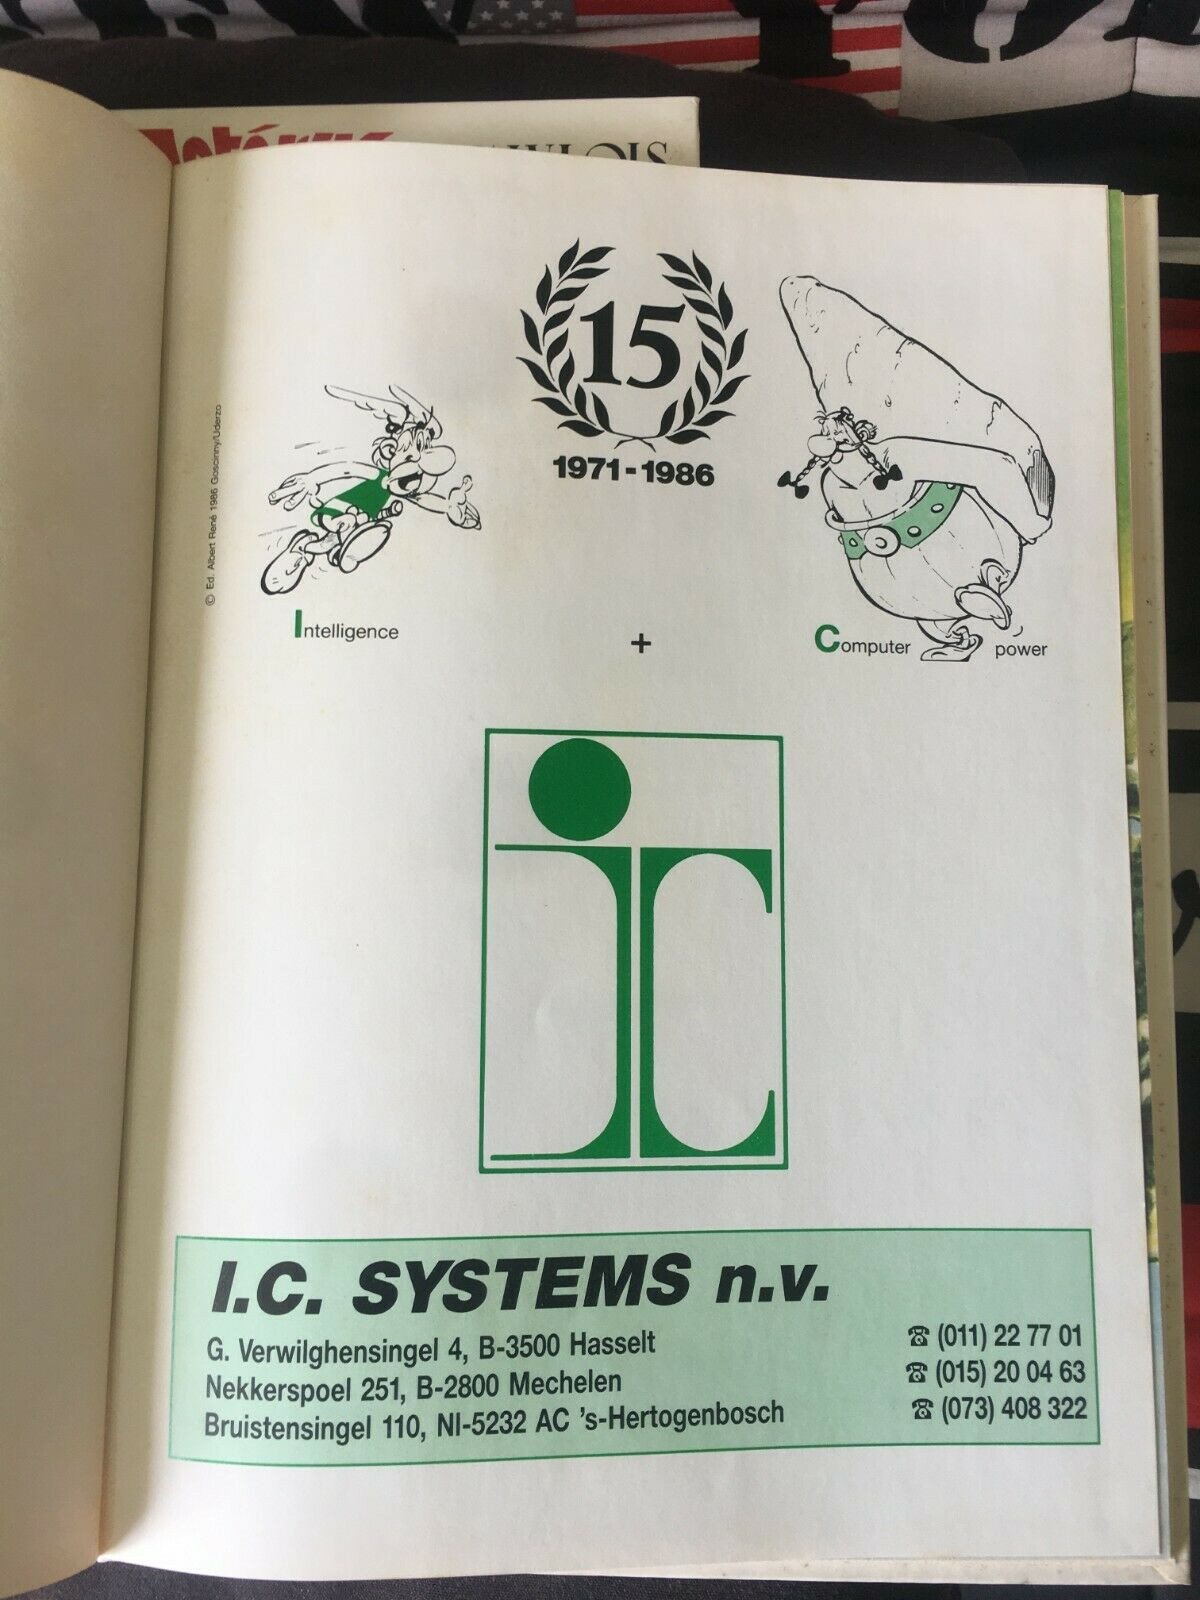 Astérix
15
1971-1986
© Ed. Albert René 1986 Goscinny/Uderzo
Intelligence
+
Computer power
ic
I.C. SYSTEMS n.v.
G. Verwilghensingel 4, B-3500 Hasselt ☎ (011) 22 77 01
Nekkerspoel 251, B-2800 Mechelen ☎ (015) 20 04 63
Bruistensingel 110, Nl-5232 AC 's-Hertogenbosch ☎ (073) 408 322